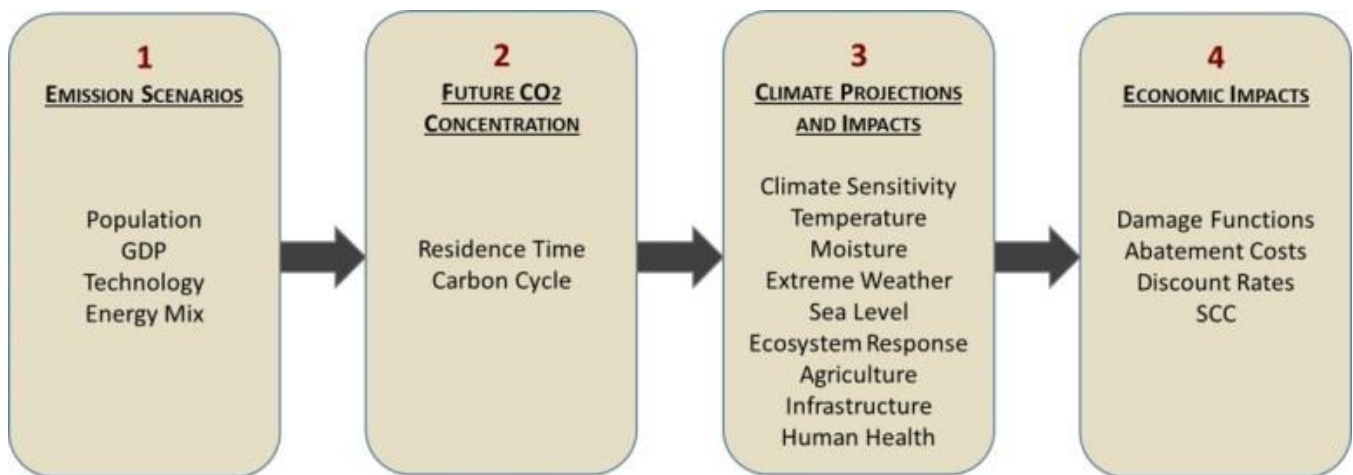 1
EMISSION SCENARIOS
Population
GDP
Technology
Energy Mix
2
FUTURE CO2
CONCENTRATION
Residence Time
Carbon Cycle
3
CLIMATE PROJECTIONS
AND IMPACTS
Climate Sensitivity
Temperature
Moisture
Extreme Weather
Sea Level
Ecosystem Response
Agriculture
Infrastructure
Human Health
4
ECONOMIC IMPACTS
Damage Functions
Abatement Costs
Discount Rates
SCC